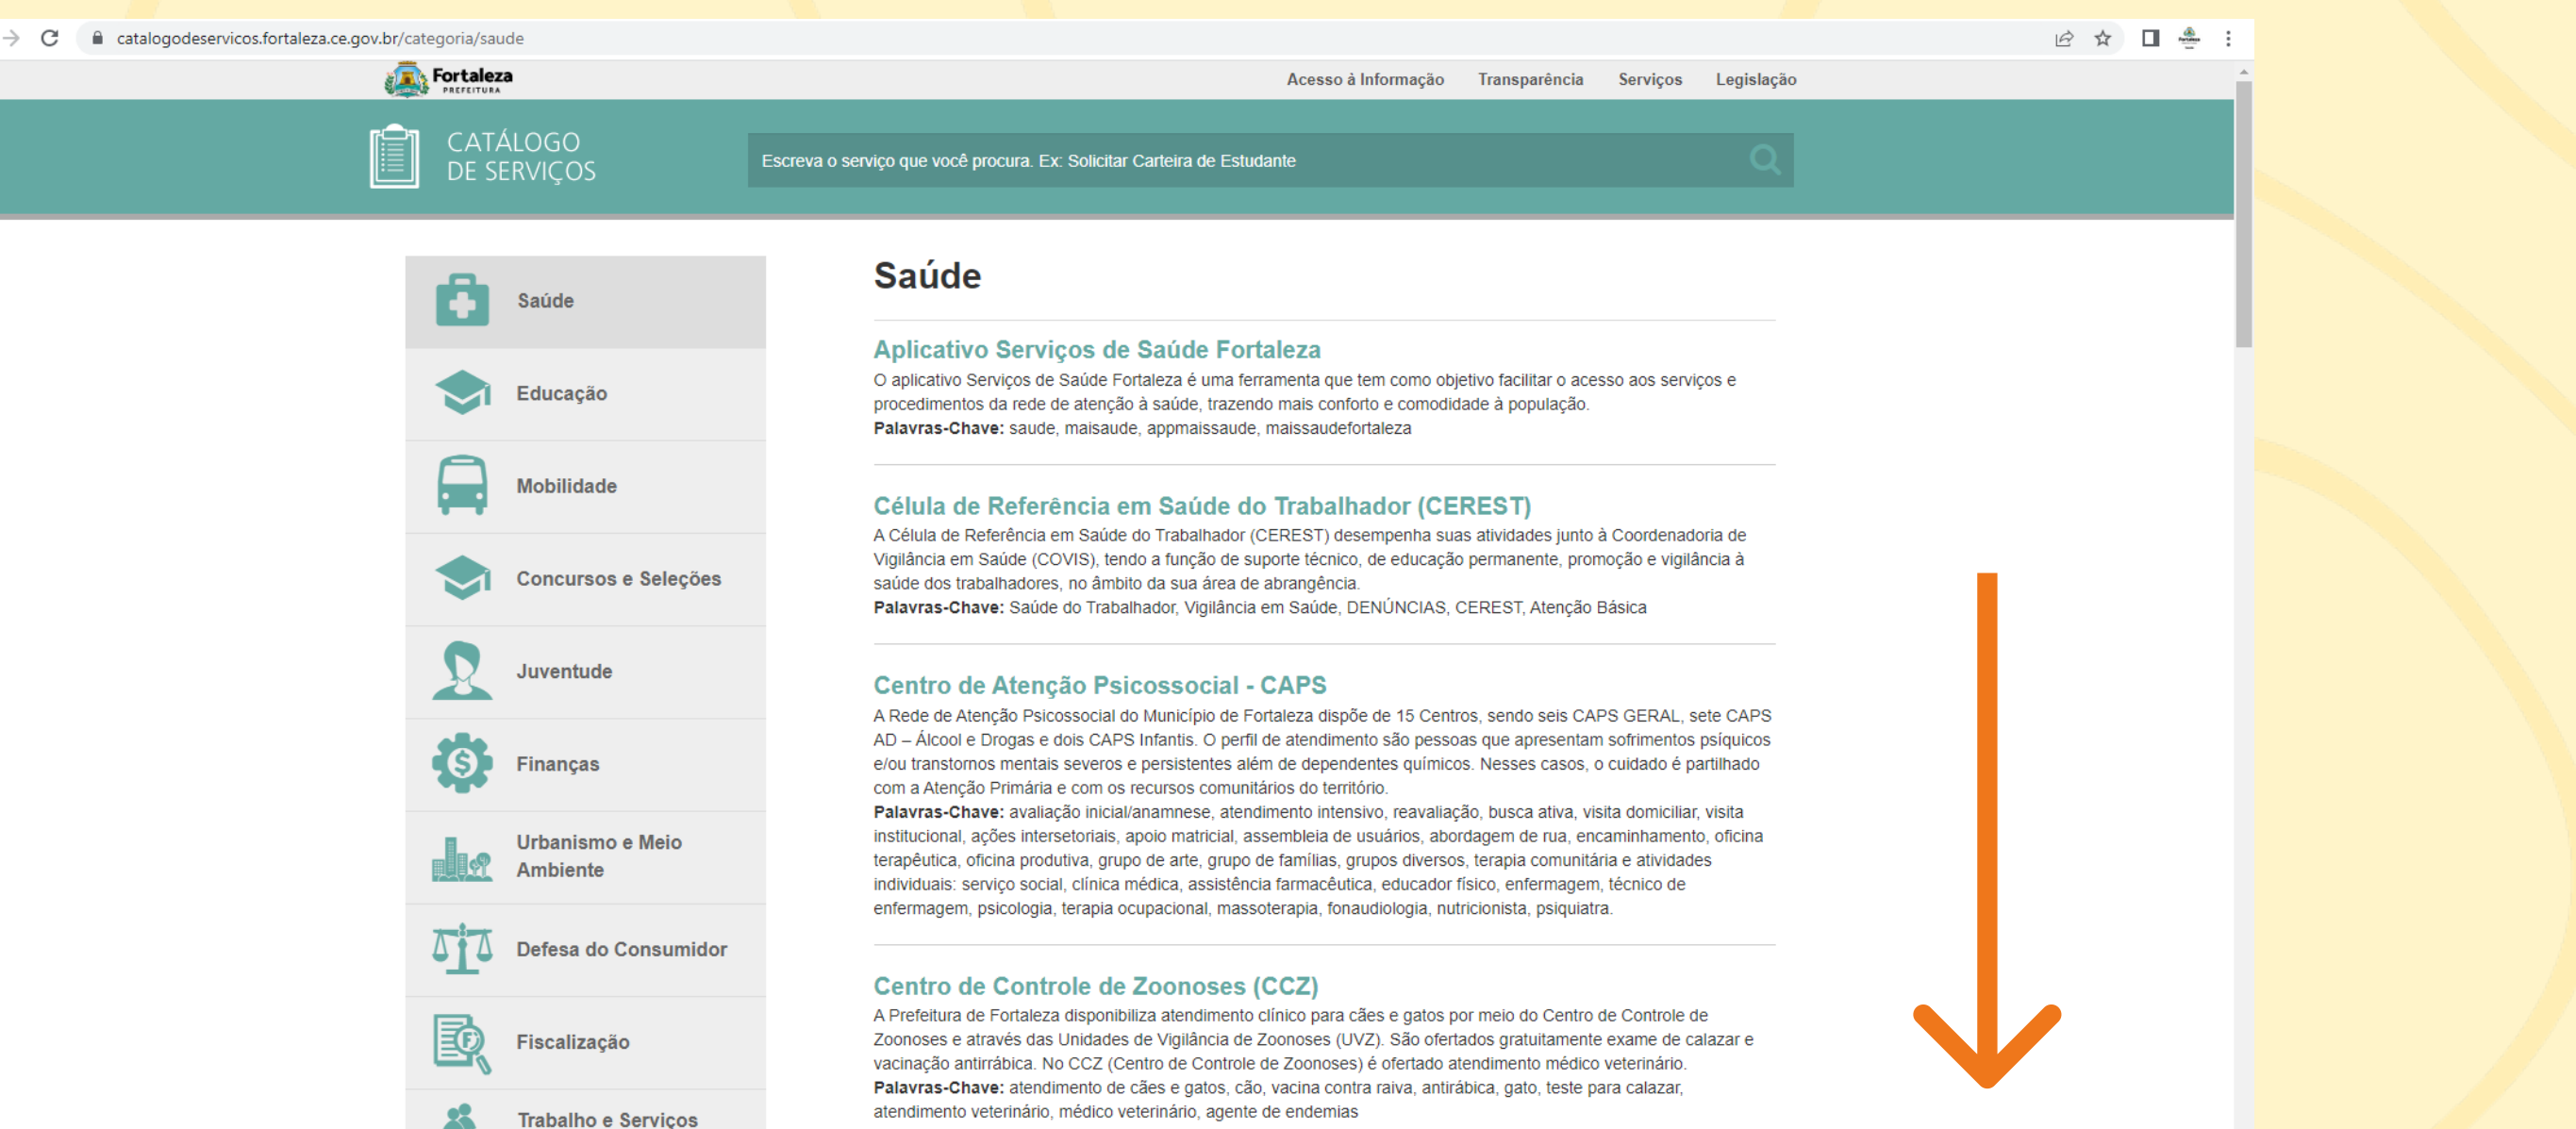 catalogodeservicos.fortaleza.ce.gov.br/categoria/saude
Fortaleza
PREFEITURA
Acesso à Informação Transparência Serviços Legislação
CATÁLOGO
DE SERVIÇOS
Escreva o serviço que você procura. Ex: Solicitar Carteira de Estudante
Saúde
Educação
Mobilidade
Concursos e Seleções
Juventude
Finanças
Urbanismo e Meio
Ambiente
Defesa do Consumidor
Fiscalização
Trabalho e Serviços
Saúde
Aplicativo Serviços de Saúde Fortaleza
O aplicativo Serviços de Saúde Fortaleza é uma ferramenta que tem como objetivo facilitar o acesso aos serviços e
procedimentos da rede de atenção à saúde, trazendo mais conforto e comodidade à população.
Palavras-Chave: saude, maisaude, appmaissaude, maissaudefortaleza
Célula de Referência em Saúde do Trabalhador (CEREST)
A Célula de Referência em Saúde do Trabalhador (CEREST) desempenha suas atividades junto à Coordenadoria de
Vigilância em Saúde (COVIS), tendo a função de suporte técnico, de educação permanente, promoção e vigilância à
saúde dos trabalhadores, no âmbito da sua área de abrangência.
Palavras-Chave: Saúde do Trabalhador, Vigilância em Saúde, DENÚNCIAS, CEREST, Atenção Básica
Centro de Atenção Psicossocial - CAPS
A Rede de Atenção Psicossocial do Município de Fortaleza dispõe de 15 Centros, sendo seis CAPS GERAL, sete CAPS
AD – Álcool e Drogas e dois CAPS Infantis. O perfil de atendimento são pessoas que apresentam sofrimentos psíquicos
e/ou transtornos mentais severos e persistentes além de dependentes químicos. Nesses casos, o cuidado é partilhado
com a Atenção Primária e com os recursos comunitários do território.
Palavras-Chave: avaliação inicial/anamnese, atendimento intensivo, reavaliação, busca ativa, visita domiciliar, visita
institucional, ações intersetoriais, apoio matricial, assembleia de usuários, abordagem de rua, encaminhamento, oficina
terapêutica, oficina produtiva, grupo de arte, grupo de famílias, grupos diversos, terapia comunitária e atividades
individuais: serviço social, clínica médica, assistência farmacêutica, educador físico, enfermagem, técnico de
enfermagem, psicologia, terapia ocupacional, massoterapia, fonaudiologia, nutricionista, psiquiatra.
Centro de Controle de Zoonoses (CCZ)
A Prefeitura de Fortaleza disponibiliza atendimento clínico para cães e gatos por meio do Centro de Controle de
Zoonoses e através das Unidades de Vigilância de Zoonoses (UVZ). São ofertados gratuitamente exame de calazar e
vacinação antirrábica. No CCZ (Centro de Controle de Zoonoses) é ofertado atendimento médico veterinário.
Palavras-Chave: atendimento de cães e gatos, cão, vacina contra raiva, antirábica, gato, teste para calazar,
atendimento veterinário, médico veterinário, agente de endemias